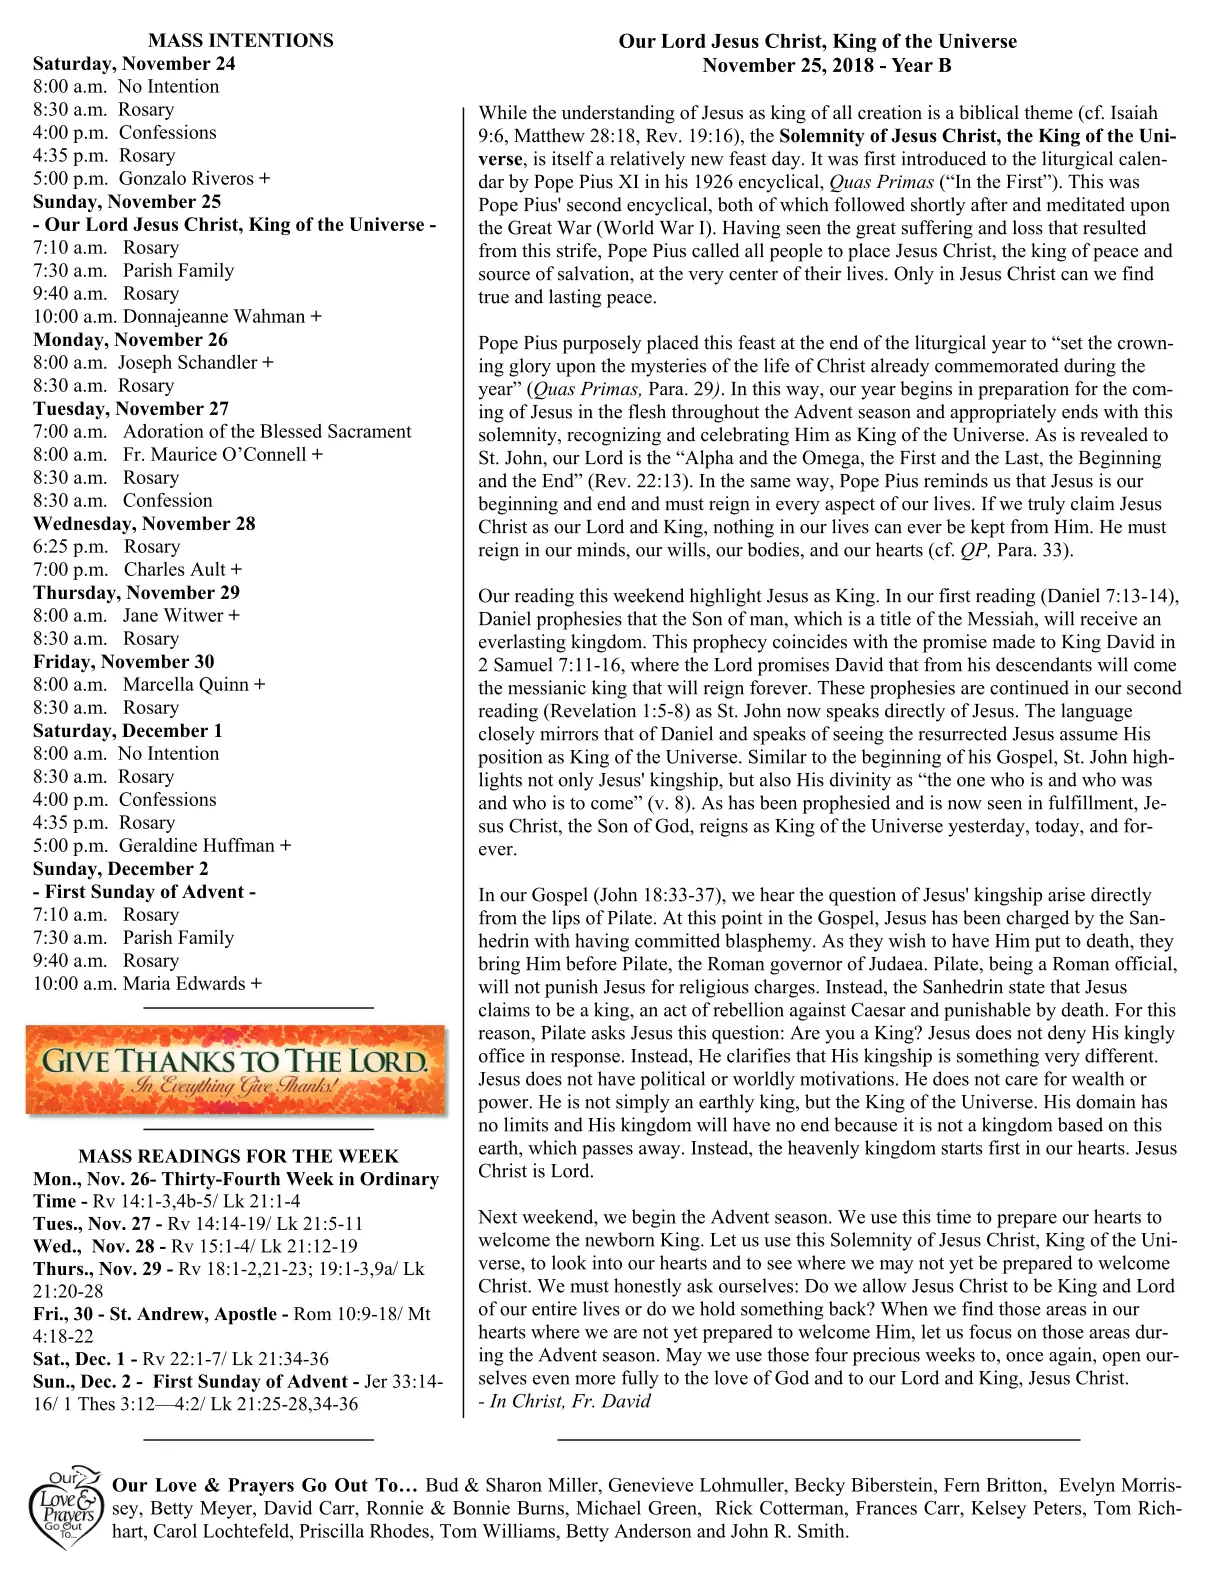 MASS INTENTIONS
Saturday, November 24
8:00 a.m. No Intention
8:30 a.m. Rosary
4:00 p.m. Confessions
4:35 p.m. Rosary
5:00 p.m. Gonzalo Riveros +
Sunday, November 25
- Our Lord Jesus Christ, King of the Universe -
7:10 a.m. Rosary
7:30 a.m. Parish Family
9:40 a.m. Rosary
10:00 a.m. Donnajeanne Wahman +
Monday, November 26
8:00 a.m. Joseph Schandler +
8:30 a.m. Rosary
Tuesday, November 27
7:00 a.m. Adoration of the Blessed Sacrament
8:00 a.m. Fr. Maurice O’Connell +
8:30 a.m. Rosary
8:30 a.m. Confession
Wednesday, November 28
6:25 p.m. Rosary
7:00 p.m. Charles Ault +
Thursday, November 29
8:00 a.m. Jane Witwer +
8:30 a.m. Rosary
Friday, November 30
8:00 a.m. Marcella Quinn +
8:30 a.m. Rosary
Saturday, December 1
8:00 a.m. No Intention
8:30 a.m. Rosary
4:00 p.m. Confessions
4:35 p.m. Rosary
5:00 p.m. Geraldine Huffman +
Sunday, December 2
- First Sunday of Advent -
7:10 a.m. Rosary
7:30 a.m. Parish Family
9:40 a.m. Rosary
10:00 a.m. Maria Edwards +
GIVE THANKS TO THE LORD.
In Everything Give Thanks!
MASS READINGS FOR THE WEEK
Mon., Nov. 26- Thirty-Fourth Week in Ordinary
Time - Rv 14:1-3,4b-5/ Lk 21:1-4
Tues., Nov. 27 - Rv 14:14-19/ Lk 21:5-11
Wed., Nov. 28 - Rv 15:1-4/ Lk 21:12-19
Thurs., Nov. 29 - Rv 18:1-2,21-23; 19:1-3,9a/ Lk
21:20-28
Fri., 30 - St. Andrew, Apostle - Rom 10:9-18/ Mt
4:18-22
Sat., Dec. 1 - Rv 22:1-7/ Lk 21:34-36
Sun., Dec. 2 - First Sunday of Advent - Jer 33:14-
16/ 1 Thes 3:12—4:2/ Lk 21:25-28,34-36
Our Lord Jesus Christ, King of the Universe
November 25, 2018 - Year B
While the understanding of Jesus as king of all creation is a biblical theme (cf. Isaiah
9:6, Matthew 28:18, Rev. 19:16), the Solemnity of Jesus Christ, the King of the Uni-
verse, is itself a relatively new feast day. It was first introduced to the liturgical calen-
dar by Pope Pius XI in his 1926 encyclical, Quas Primas (“In the First”). This was
Pope Pius' second encyclical, both of which followed shortly after and meditated upon
the Great War (World War I). Having seen the great suffering and loss that resulted
from this strife, Pope Pius called all people to place Jesus Christ, the king of peace and
source of salvation, at the very center of their lives. Only in Jesus Christ can we find
true and lasting peace.
Pope Pius purposely placed this feast at the end of the liturgical year to “set the crown-
ing glory upon the mysteries of the life of Christ already commemorated during the
year” (Quas Primas, Para. 29). In this way, our year begins in preparation for the com-
ing of Jesus in the flesh throughout the Advent season and appropriately ends with this
solemnity, recognizing and celebrating Him as King of the Universe. As is revealed to
St. John, our Lord is the “Alpha and the Omega, the First and the Last, the Beginning
and the End” (Rev. 22:13). In the same way, Pope Pius reminds us that Jesus is our
beginning and end and must reign in every aspect of our lives. If we truly claim Jesus
Christ as our Lord and King, nothing in our lives can ever be kept from Him. He must
reign in our minds, our wills, our bodies, and our hearts (cf. QP, Para. 33).
Our reading this weekend highlight Jesus as King. In our first reading (Daniel 7:13-14),
Daniel prophesies that the Son of man, which is a title of the Messiah, will receive an
everlasting kingdom. This prophecy coincides with the promise made to King David in
2 Samuel 7:11-16, where the Lord promises David that from his descendants will come
the messianic king that will reign forever. These prophesies are continued in our second
reading (Revelation 1:5-8) as St. John now speaks directly of Jesus. The language
closely mirrors that of Daniel and speaks of seeing the resurrected Jesus assume His
position as King of the Universe. Similar to the beginning of his Gospel, St. John high-
lights not only Jesus' kingship, but also His divinity as “the one who is and who was
and who is to come” (v. 8). As has been prophesied and is now seen in fulfillment, Je-
sus Christ, the Son of God, reigns as King of the Universe yesterday, today, and for-
ever.
In our Gospel (John 18:33-37), we hear the question of Jesus' kingship arise directly
from the lips of Pilate. At this point in the Gospel, Jesus has been charged by the San-
hedrin with having committed blasphemy. As they wish to have Him put to death, they
bring Him before Pilate, the Roman governor of Judaea. Pilate, being a Roman official,
will not punish Jesus for religious charges. Instead, the Sanhedrin state that Jesus
claims to be a king, an act of rebellion against Caesar and punishable by death. For this
reason, Pilate asks Jesus this question: Are you a King? Jesus does not deny His kingly
office in response. Instead, He clarifies that His kingship is something very different.
Jesus does not have political or worldly motivations. He does not care for wealth or
power. He is not simply an earthly king, but the King of the Universe. His domain has
no limits and His kingdom will have no end because it is not a kingdom based on this
earth, which passes away. Instead, the heavenly kingdom starts first in our hearts. Jesus
Christ is Lord.
Next weekend, we begin the Advent season. We use this time to prepare our hearts to
welcome the newborn King. Let us use this Solemnity of Jesus Christ, King of the Uni-
verse, to look into our hearts and to see where we may not yet be prepared to welcome
Christ. We must honestly ask ourselves: Do we allow Jesus Christ to be King and Lord
of our entire lives or do we hold something back? When we find those areas in our
hearts where we are not yet prepared to welcome Him, let us focus on those areas dur-
ing the Advent season. May we use those four precious weeks to, once again, open our-
selves even more fully to the love of God and to our Lord and King, Jesus Christ.
- In Christ, Fr. David
Our
Love &
Prayers
Go Out
To...
Our Love & Prayers Go Out To… Bud & Sharon Miller, Genevieve Lohmuller, Becky Biberstein, Fern Britton, Evelyn Morris-
sey, Betty Meyer, David Carr, Ronnie & Bonnie Burns, Michael Green, Rick Cotterman, Frances Carr, Kelsey Peters, Tom Rich-
hart, Carol Lochtefeld, Priscilla Rhodes, Tom Williams, Betty Anderson and John R. Smith.